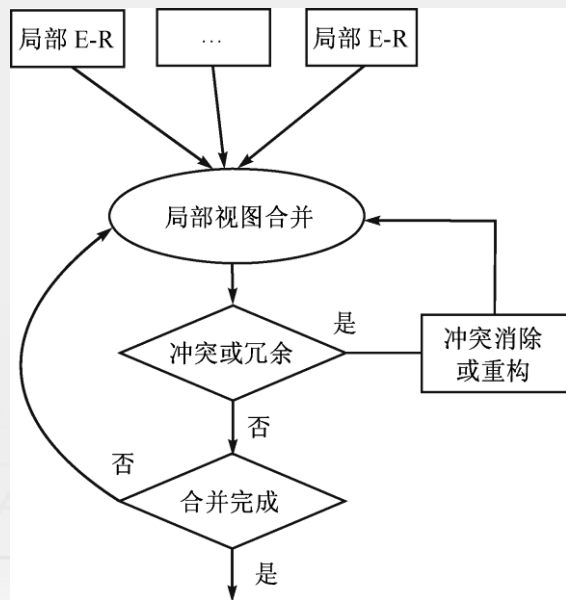 局部 E-R
…
局部 E-R
局部视图合并
是
冲突或冗余
冲突消除
或重构
否
否
合并完成
是